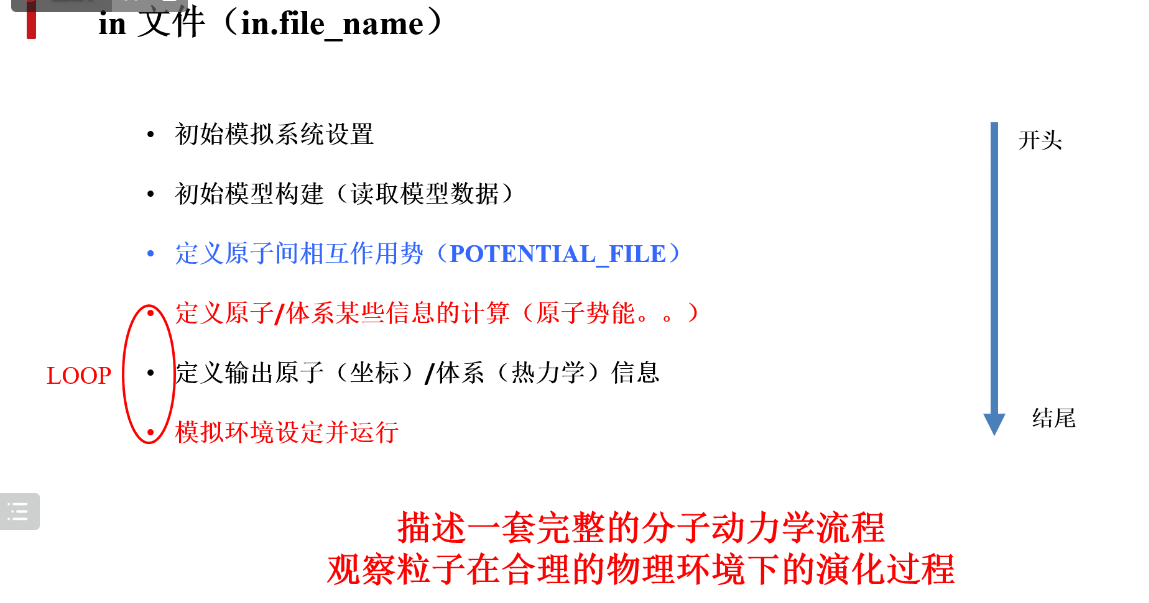 in 文件（in.file_name）
• 初始模拟系统设置
开头
• 初始模型构建（读取模型数据）
• 定义原子间相互作用势（POTENTIAL_FILE）
• 定义原子/体系某些信息的计算（原子势能。。）
LOOP
• 定义输出原子（坐标）/体系（热力学）信息
• 模拟环境设定并运行
结尾
描述一套完整的分子动力学流程
观察粒子在合理的物理环境下的演化过程